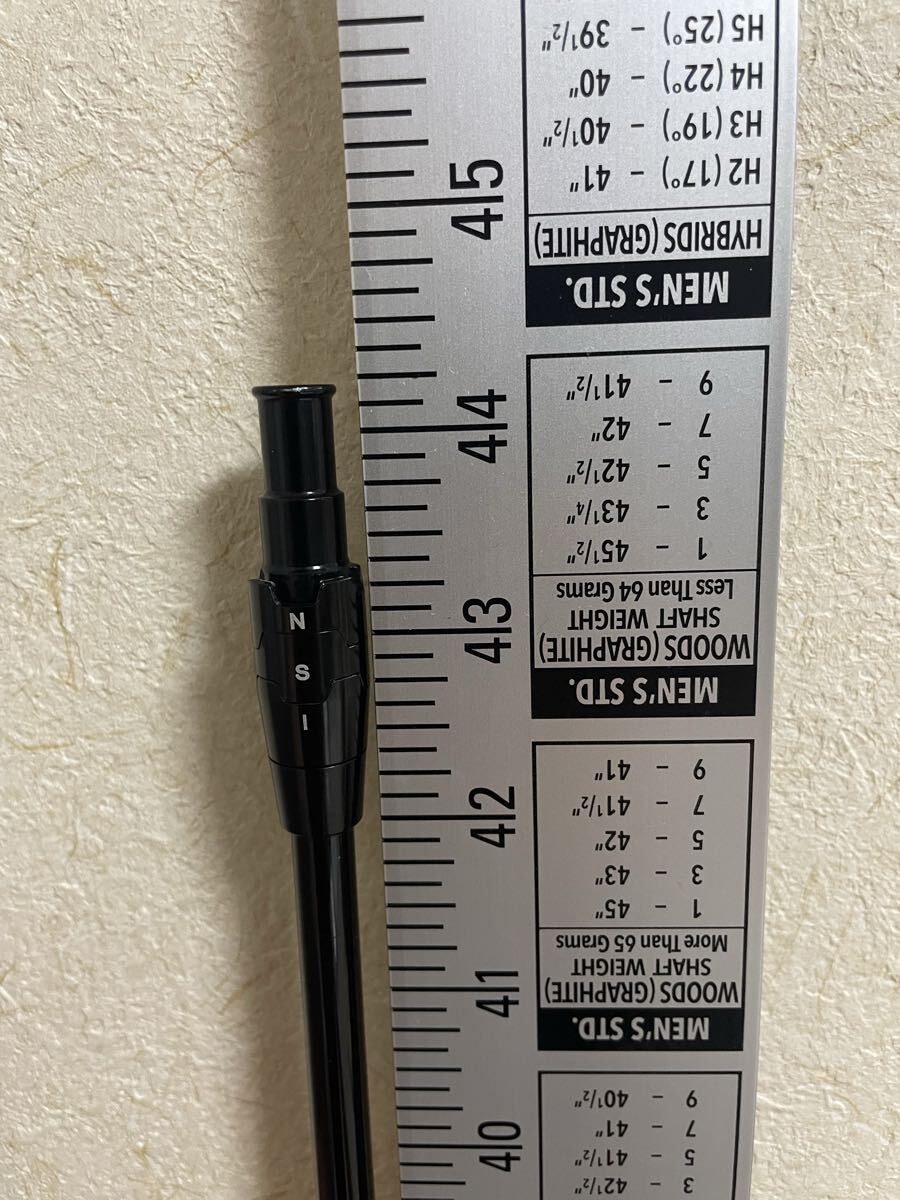 3 - 42 1/2"
5 - 41 1/2"
7 - 41"
9 - 40 1/2"
MEN'S STD.
WOODS (GRAPHITE)
SHAFT WEIGHT
More Than 65 Grams
1 - 45"
3 - 43"
5 - 42"
7 - 41 1/2"
9 - 41"
MEN'S STD.
WOODS (GRAPHITE)
SHAFT WEIGHT
Less Than 64 Grams
1 - 45 1/2"
3 - 43 1/4"
5 - 42 1/2"
7 - 42"
9 - 41 1/2"
MEN'S STD.
HYBRIDS (GRAPHITE)
H2 (17°) - 41"
H3 (19°) - 40 1/2"
H4 (22°) - 40"
H5 (25°) - 39 1/2"
40
41
42
43
44
45
N
S
I